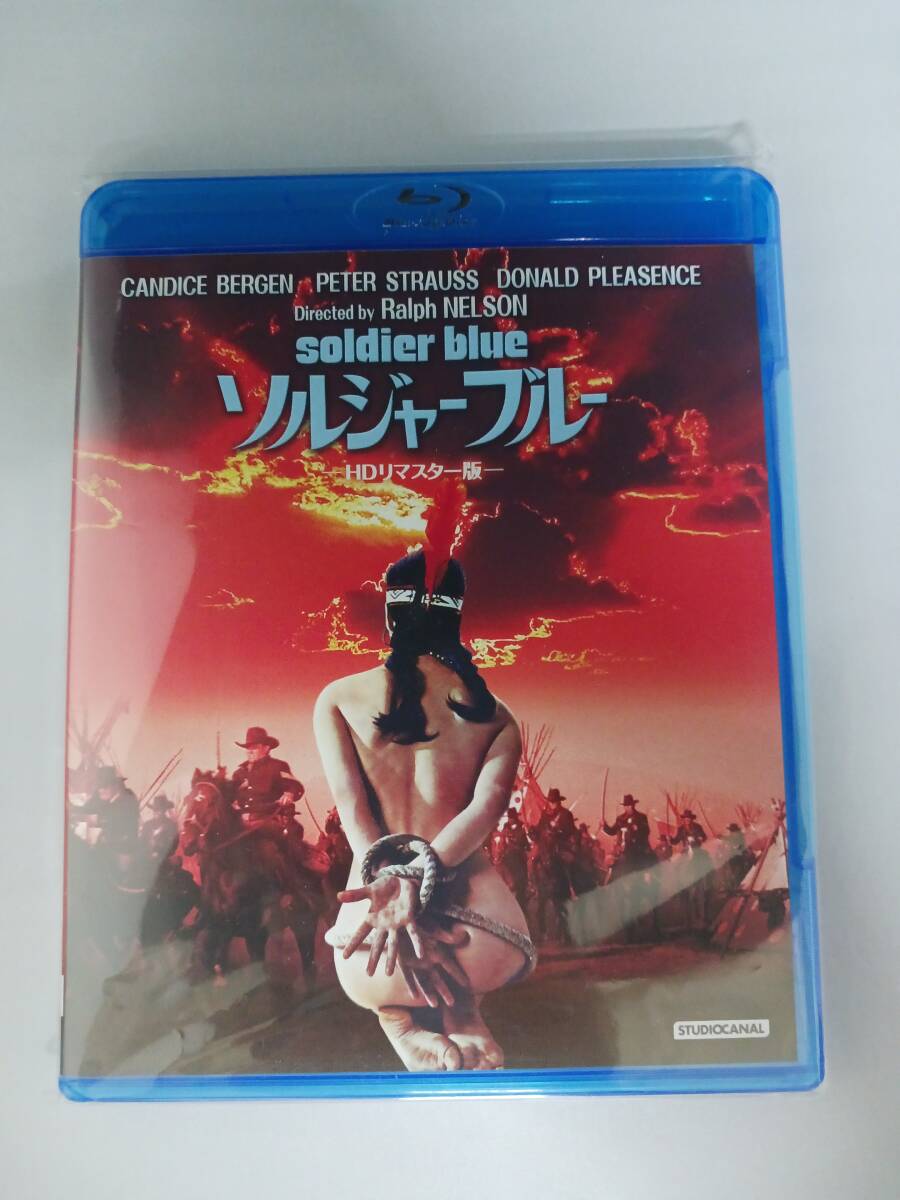 CANDICE BERGEN PETER STRAUSS DONALD PLEASENCE
Directed by Ralph NELSON
soldier blue
ソルジャーブルー
—HDリマスター版—
STUDIOCANAL